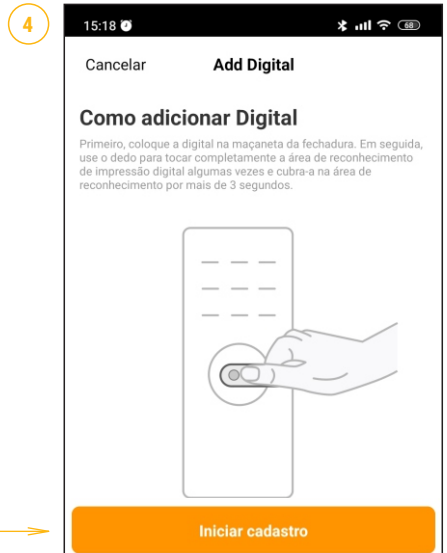 4
15:18
68
Cancelar
Add Digital
Como adicionar Digital
Primeiro, coloque a digital na maçaneta da fechadura. Em seguida,
use o dedo para tocar completamente a área de reconhecimento
de impressão digital algumas vezes e cubra-a na área de
reconhecimento por mais de 3 segundos.
Iniciar cadastro